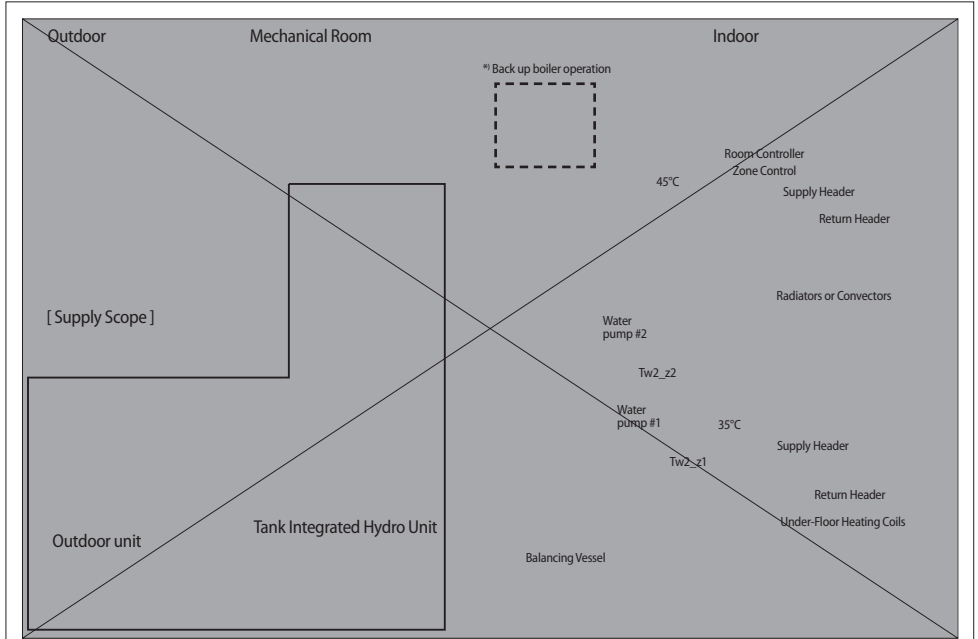 Outdoor
Mechanical Room
Indoor
*) Back up boiler operation
Room Controller
Zone Control
45°C
Supply Header
Return Header
Radiators or Convectors
[ Supply Scope ]
Water
pump #2
Tw2_z2
Water
pump #1
35°C
Supply Header
Tw2_z1
Return Header
Under-Floor Heating Coils
Tank Integrated Hydro Unit
Outdoor unit
Balancing Vessel